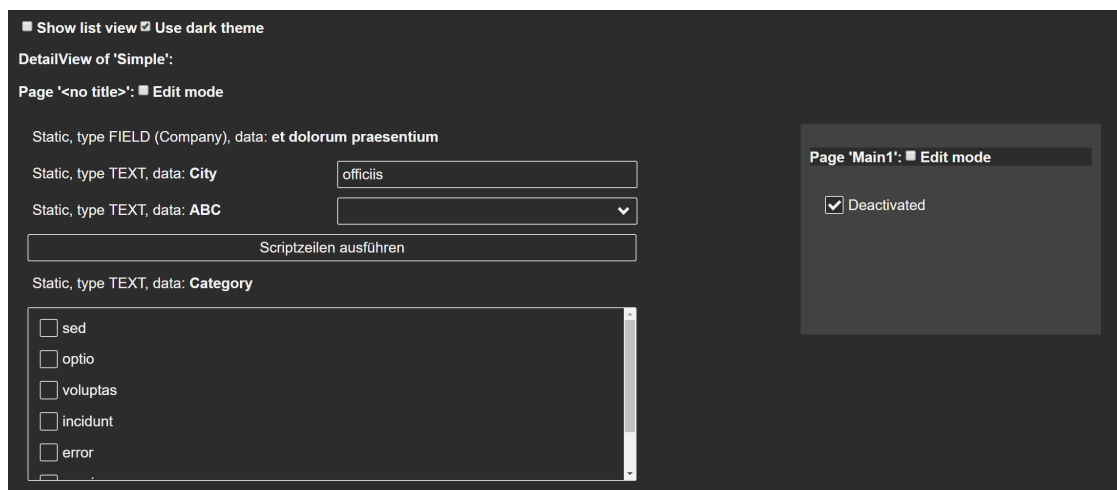 Show list view Use dark theme
DetailView of 'Simple':
Page '<no title>': Edit mode
Static, type FIELD (Company), data: et dolorum praesentium
Static, type TEXT, data: City
officiis
Static, type TEXT, data: ABC
Scriptzeilen ausführen
Static, type TEXT, data: Category
sed
optio
voluptas
incidunt
error
Page 'Main1': Edit mode
Deactivated